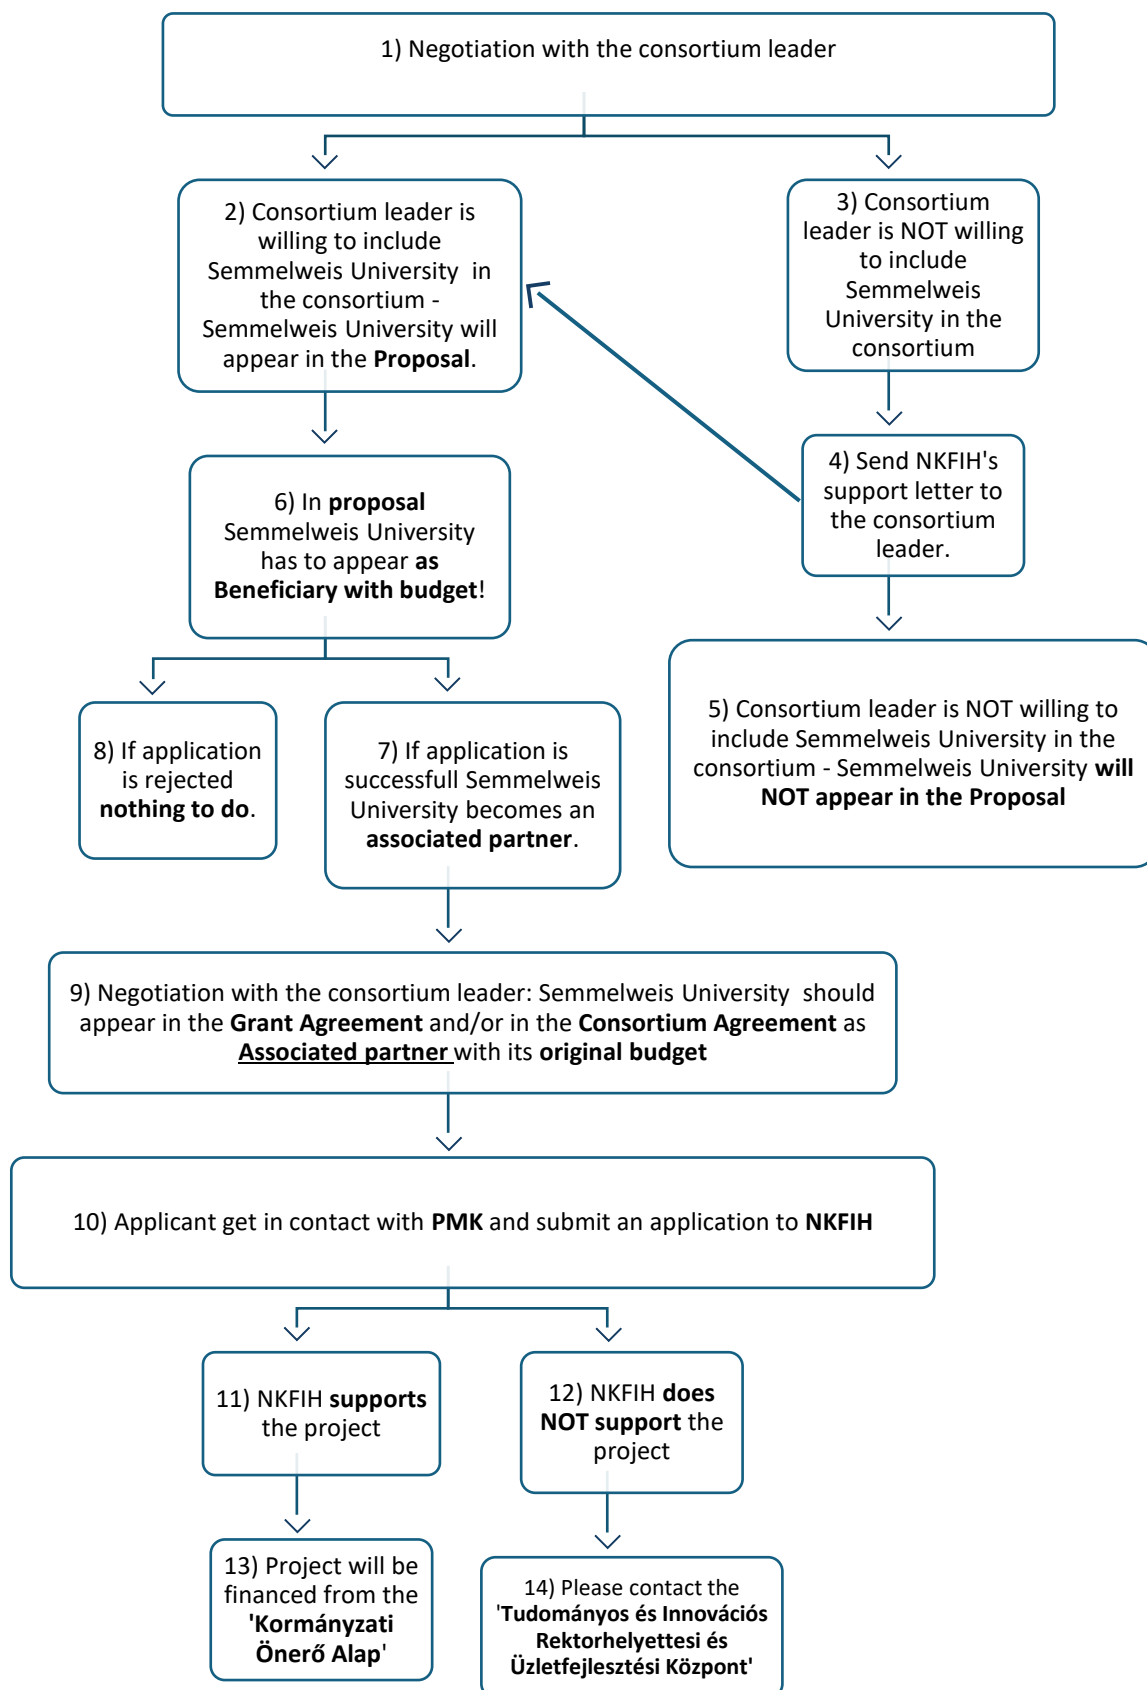 1) Negotiation with the consortium leader
2) Consortium leader is
willing to include
Semmelweis University in
the consortium -
Semmelweis University will
appear in the Proposal.
3) Consortium
leader is NOT willing
to include
Semmelweis
University in the
consortium
4) Send NKFIH's
support letter to
the consortium
leader.
6) In proposal
Semmelweis University
has to appear as
Beneficiary with budget!
5) Consortium leader is NOT willing to
include Semmelweis University in the
consortium - Semmelweis University will
NOT appear in the Proposal
8) If application
is rejected
nothing to do.
7) If application is
successfull Semmelweis
University becomes an
associated partner.
9) Negotiation with the consortium leader: Semmelweis University should
appear in the Grant Agreement and/or in the Consortium Agreement as
Associated partner with its original budget
10) Applicant get in contact with PMK and submit an application to NKFIH
11) NKFIH supports
the project
12) NKFIH does
NOT support the
project
13) Project will be
financed from the
'Kormányzati
Önerő Alap'
14) Please contact the
'Tudományos és Innovációs
Rektorhelyettesi és
Üzletfejlesztési Központ'